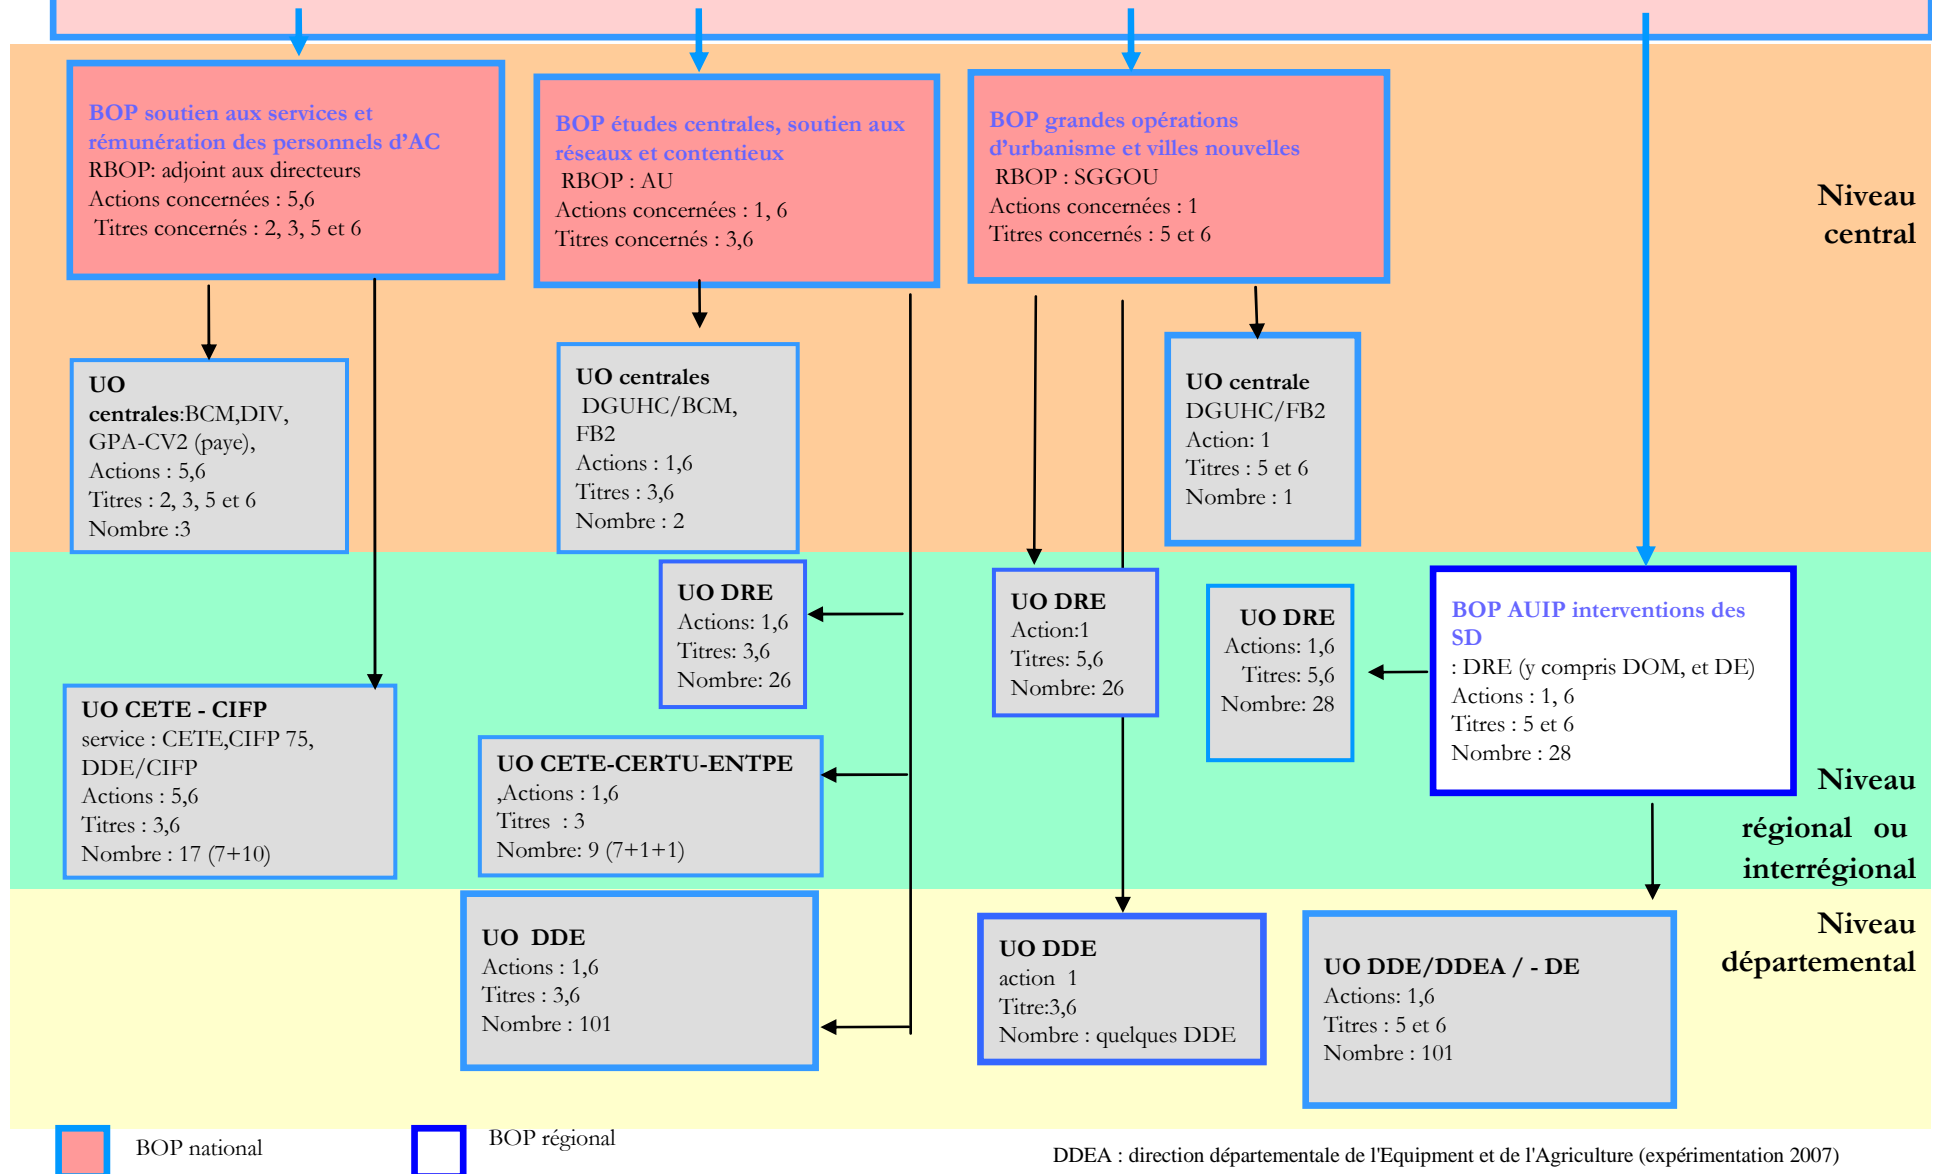 BOP soutien aux services et
rémunération des personnels d'AC
RBOP: adjoint aux directeurs
Actions concernées : 5,6
Titres concernés : 2, 3, 5 et 6
BOP études centrales, soutien aux
réseaux et contentieux
RBOP : AU
Actions concernées : 1, 6
Titres concernés : 3,6
BOP grandes opérations
d'urbanisme et villes nouvelles
RBOP : SGGOU
Actions concernées : 1
Titres concernés : 5 et 6
Niveau
central
UO
centrales:BCM,DIV,
GPA-CV2 (paye),
Actions : 5,6
Titres : 2, 3, 5 et 6
Nombre :3
UO centrales
DGUHC/BCM,
FB2
Actions : 1,6
Titres : 3,6
Nombre : 2
UO centrale
DGUHC/FB2
Action: 1
Titres : 5 et 6
Nombre : 1
UO DRE
Actions: 1,6
Titres: 3,6
Nombre: 26
UO DRE
Action:1
Titres: 5,6
Nombre: 26
UO DRE
Actions: 1,6
Titres: 5,6
Nombre: 28
BOP AUIP interventions des
SD
: DRE (y compris DOM, et DE)
Actions : 1, 6
Titres : 5 et 6
Nombre : 28
UO CETE - CIFP
service : CETE,CIFP 75,
DDE/CIFP
Actions : 5,6
Titres : 3,6
Nombre : 17 (7+10)
UO CETE-CERTU-ENTPE
,Actions : 1,6
Titres : 3
Nombre: 9 (7+1+1)
Niveau
régional ou
interrégional
UO DDE
Actions : 1,6
Titres : 3,6
Nombre : 101
UO DDE
action 1
Titre:3,6
Nombre : quelques DDE
UO DDE/DDEA / - DE
Actions: 1,6
Titres : 5 et 6
Nombre : 101
Niveau
départemental
BOP national
BOP régional
DDEA : direction départementale de l'Equipment et de l'Agriculture (expérimentation 2007)